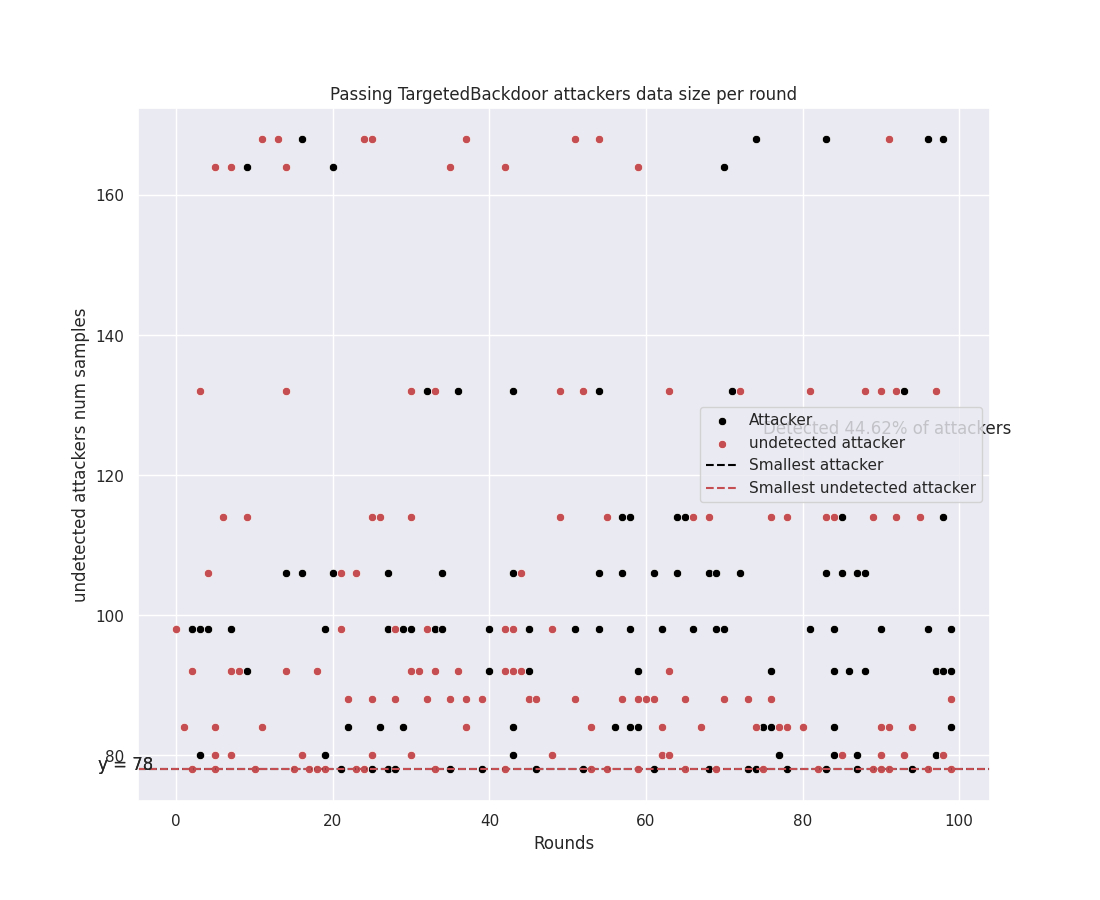 Passing TargetedBackdoor attackers data size per round
undetected attackers num samples
160
140
120
100
80
y = 78
Attacker
Detected 44.62% of attackers
undetected attacker
Smallest attacker
Smallest undetected attacker
0 20 40 60 80 100
Rounds